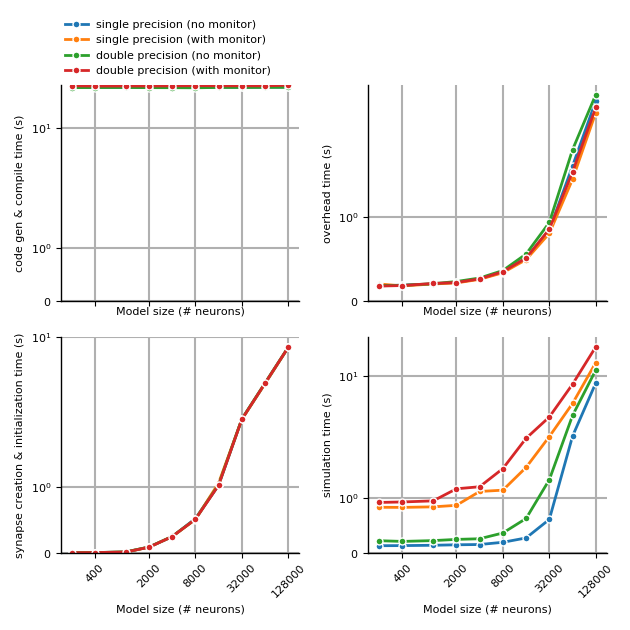 single precision (no monitor)
single precision (with monitor)
double precision (no monitor)
double precision (with monitor)
code gen & compile time (s)
10¹
10⁰
0
Model size (# neurons)
overhead time (s)
10⁰
0
Model size (# neurons)
synapse creation & initialization time (s)
10¹
10⁰
0
400
2000
8000
32000
128000
Model size (# neurons)
simulation time (s)
10¹
10⁰
0
400
2000
8000
32000
128000
Model size (# neurons)